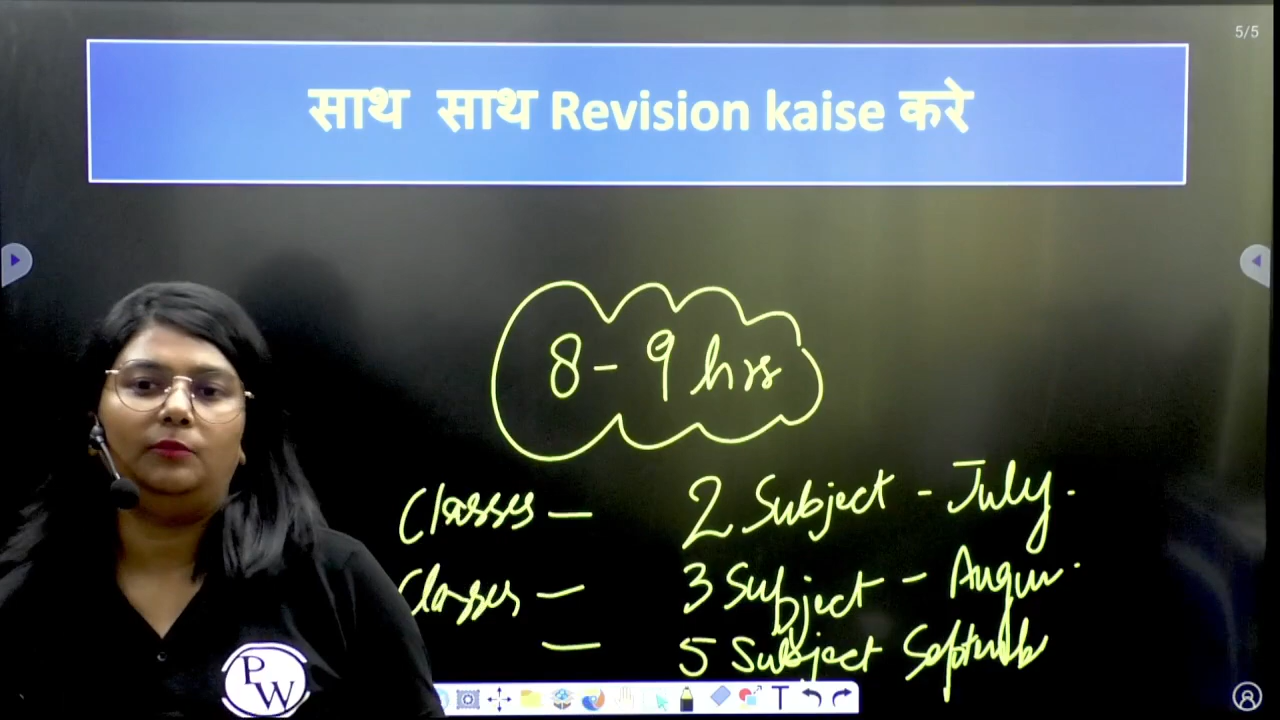 5/5
साथ साथ Revision kaise करे
8 - 9 hrs
Classes - 2 Subject - July.
Classes - 3 Subject - Augu
- 5 Subject Septemb
PW
T